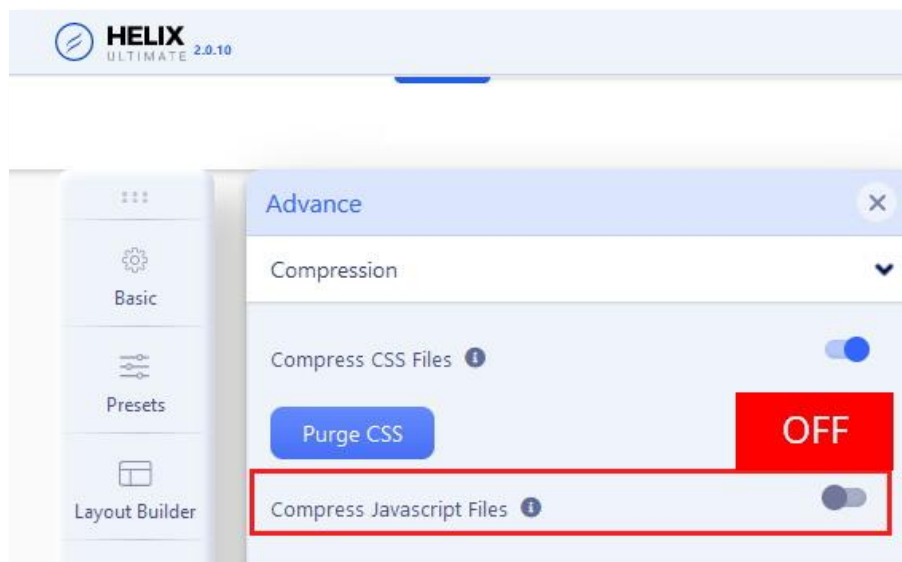 HELIX
ULTIMATE 2.0.10
Advance
Compression
Basic
Compress CSS Files
Presets
Purge CSS
OFF
Layout Builder
Compress Javascript Files